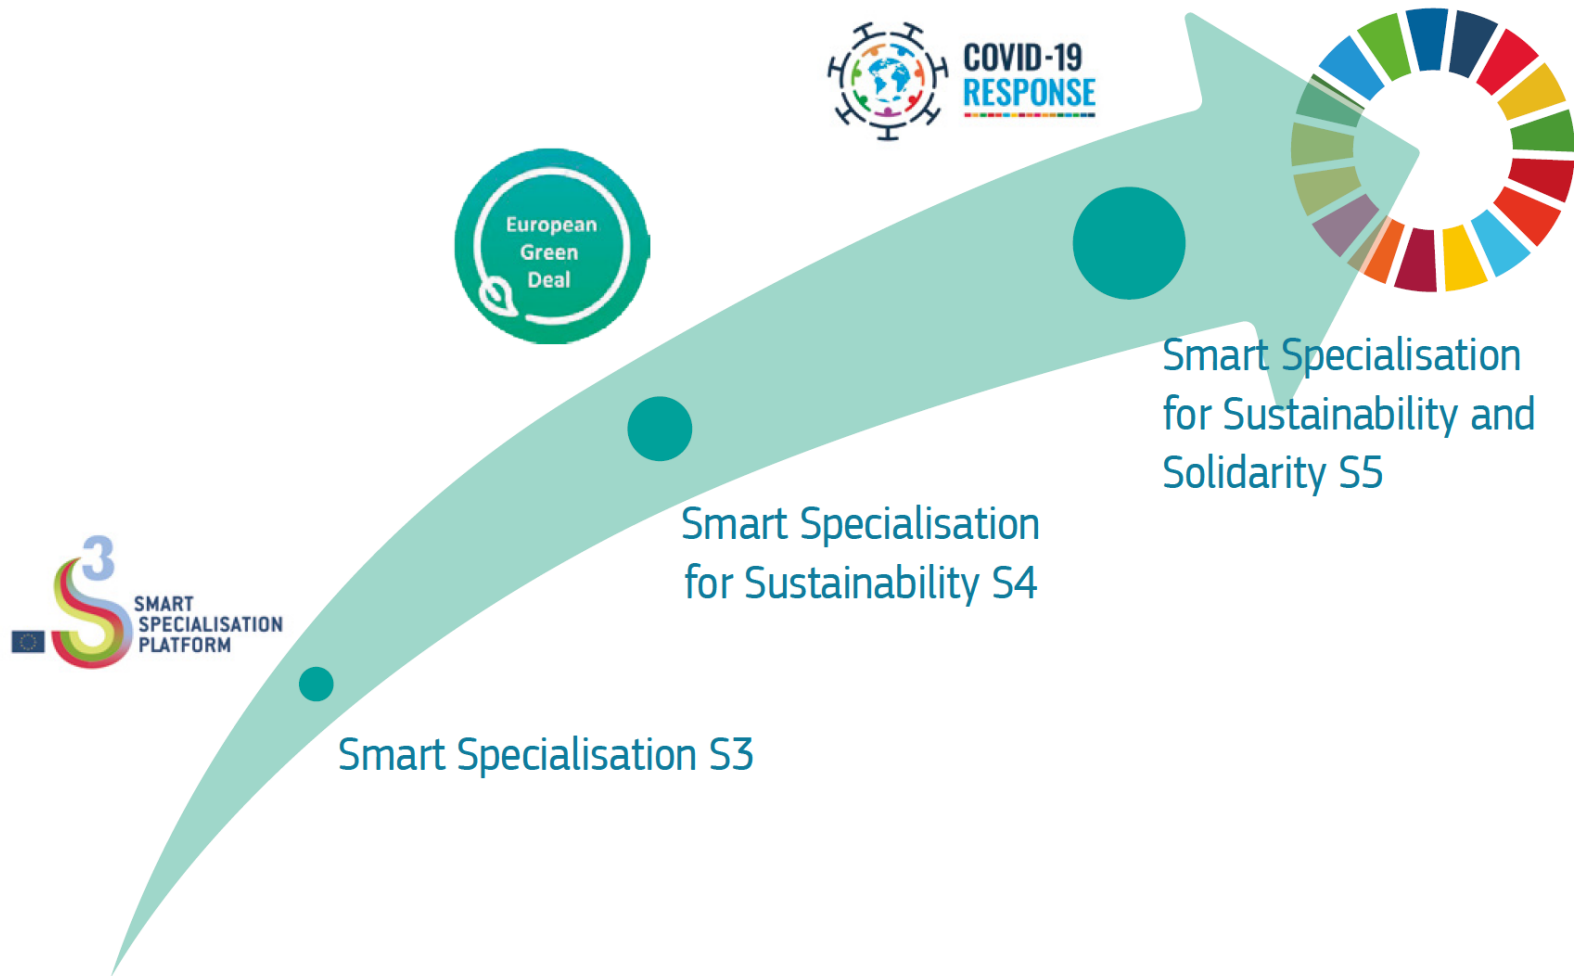 COVID-19
RESPONSE
European
Green
Deal
Smart Specialisation
for Sustainability and
Solidarity S5
Smart Specialisation
for Sustainability S4
3
S
SMART
SPECIALISATION
PLATFORM
Smart Specialisation S3